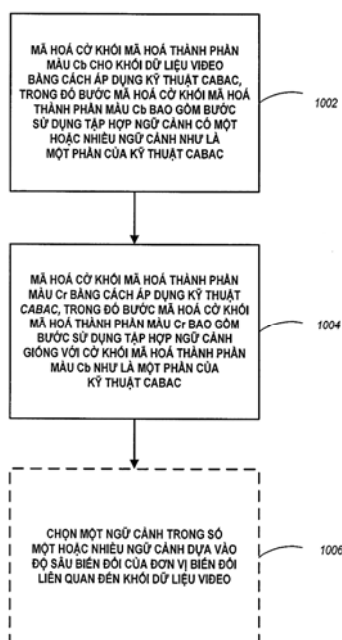 MÃ HOÁ CỜ KHỐI MÃ HOÁ THÀNH PHẦN
MÀU Cb CHO KHỐI DỮ LIỆU VIDEO
BẰNG CÁCH ÁP DỤNG KỸ THUẬT CABAC,
TRONG ĐÓ BƯỚC MÃ HOÁ CỜ KHỐI MÃ HOÁ
THÀNH PHẦN MÀU Cb BAO GỒM BƯỚC
SỬ DỤNG TẬP HỢP NGỮ CẢNH CÓ MỘT
HOẶC NHIỀU NGỮ CẢNH NHƯ LÀ
MỘT PHẦN CỦA KỸ THUẬT CABAC
1002
MÃ HOÁ CỜ KHỐI MÃ HOÁ THÀNH PHẦN
MÀU Cr BẰNG CÁCH ÁP DỤNG KỸ THUẬT
CABAC, TRONG ĐÓ BƯỚC MÃ HOÁ CỜ KHỐI
MÃ HOÁ THÀNH PHẦN MÀU Cr BAO GỒM
BƯỚC SỬ DỤNG TẬP HỢP NGỮ CẢNH
GIỐNG VỚI CỜ KHỐI MÃ HOÁ THÀNH PHẦN
MÀU Cb NHƯ LÀ MỘT PHẦN CỦA
KỸ THUẬT CABAC
1004
CHỌN MỘT NGỮ CẢNH TRONG SỐ
MỘT HOẶC NHIỀU NGỮ CẢNH DỰA VÀO
ĐỘ SÂU BIẾN ĐỔI CỦA ĐƠN VỊ BIẾN ĐỔI
LIÊN QUAN ĐẾN KHỐI DỮ LIỆU VIDEO
1006